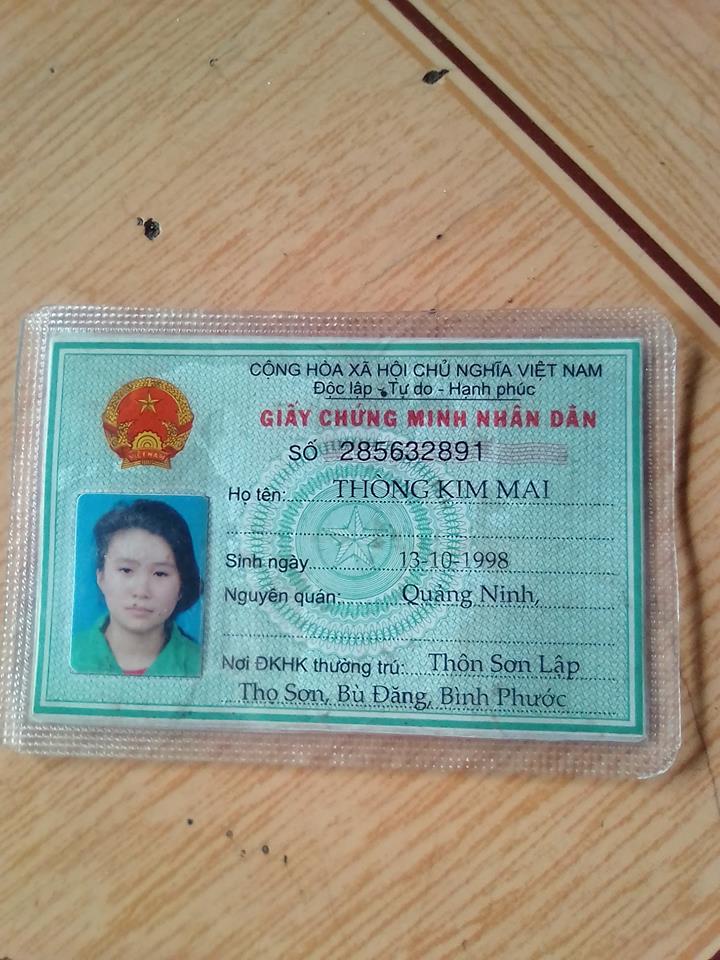 CỘNG HÒA XÃ HỘI CHỦ NGHĨA VIỆT NAM
Độc lập - Tự do - Hạnh phúc
GIẤY CHỨNG MINH NHÂN DÂN
SỐ 285632891
Họ tên: THÔNG KIM MAI
Sinh ngày 13-10-1998
Nguyên quán: Quảng Ninh,
Nơi ĐKHK thường trú: Thôn Sơn Lập
Thọ Sơn, Bù Đăng, Bình Phước
VIỆT NAM